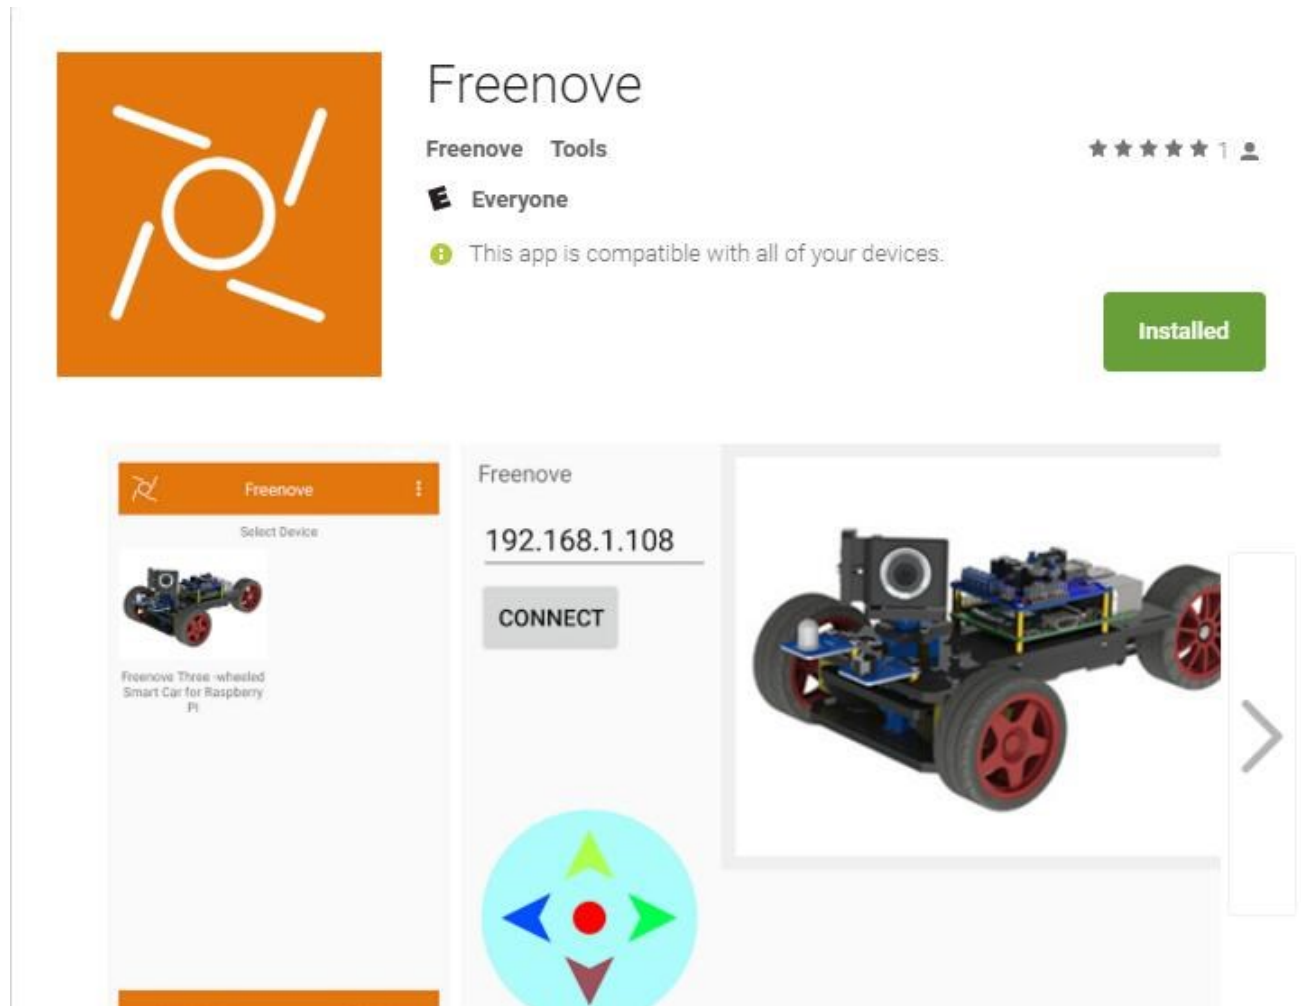 Freenove
Freenove Tools
1
E Everyone
This app is compatible with all of your devices.
Installed
Freenove
Select Device
Freenove Three -wheeled
Smart Car for Raspberry
Pi
Freenove
192.168.1.108
CONNECT